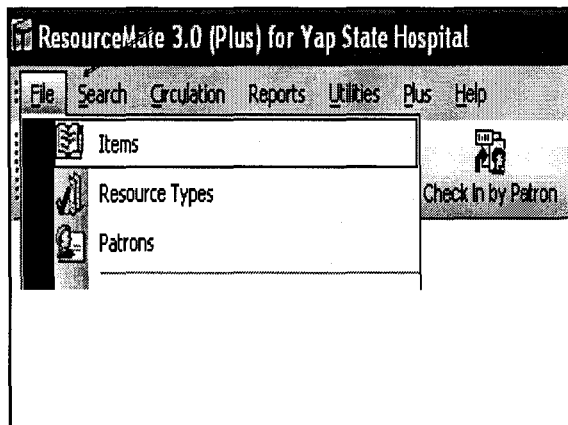 ResourceMate 3.0 (Plus) for Yap State Hospital
File Search Circulation Reports Utilities Plus Help
Items
Resource Types
Check In by Patron
Patrons